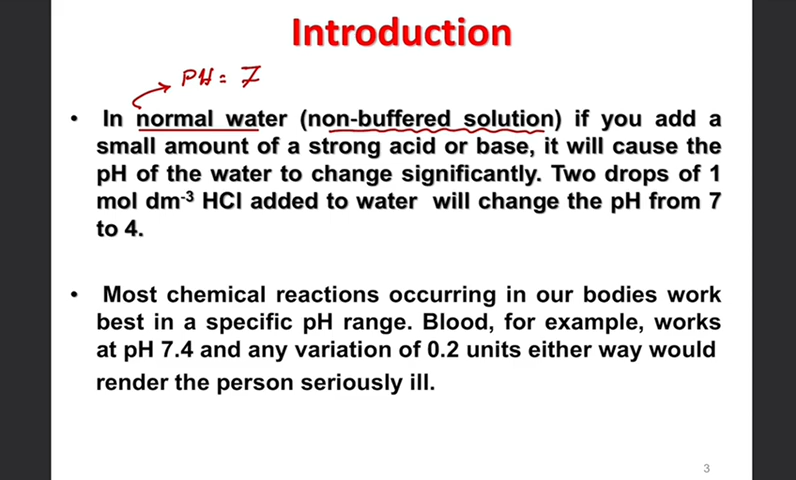 Introduction
PH = 7
• In normal water (non-buffered solution) if you add a
small amount of a strong acid or base, it will cause the
pH of the water to change significantly. Two drops of 1
mol dm⁻³ HCl added to water will change the pH from 7
to 4.
• Most chemical reactions occurring in our bodies work
best in a specific pH range. Blood, for example, works
at pH 7.4 and any variation of 0.2 units either way would
render the person seriously ill.
3